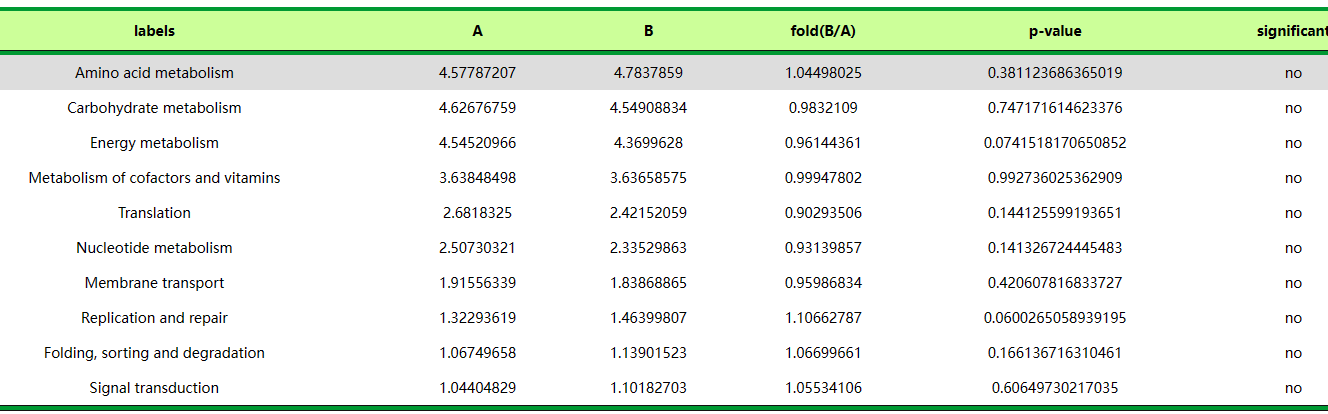 labels A B fold(B/A) p-value significant
Amino acid metabolism 4.57787207 4.7837859 1.04498025 0.381123686365019 no
Carbohydrate metabolism 4.62676759 4.54908834 0.9832109 0.747171614623376 no
Energy metabolism 4.54520966 4.3699628 0.96144361 0.0741518170650852 no
Metabolism of cofactors and vitamins 3.63848498 3.63658575 0.99947802 0.992736025362909 no
Translation 2.6818325 2.42152059 0.90293506 0.144125599193651 no
Nucleotide metabolism 2.50730321 2.33529863 0.93139857 0.141326724445483 no
Membrane transport 1.91556339 1.83868865 0.95986834 0.420607816833727 no
Replication and repair 1.32293619 1.46399807 1.10662787 0.0600265058939195 no
Folding, sorting and degradation 1.06749658 1.13901523 1.06699661 0.166136716310461 no
Signal transduction 1.04404829 1.10182703 1.05534106 0.60649730217035 no